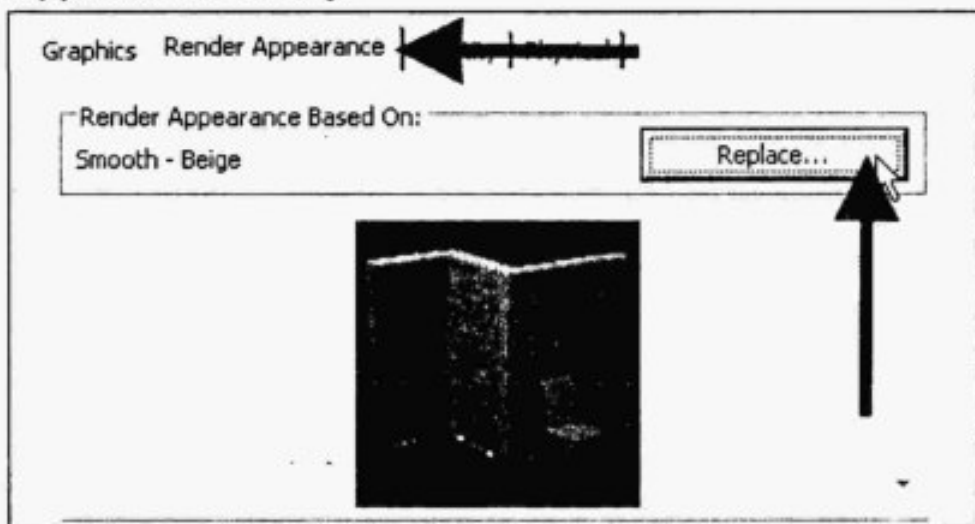 Graphics Render Appearance
Render Appearance Based On:
Smooth - Beige
Replace...